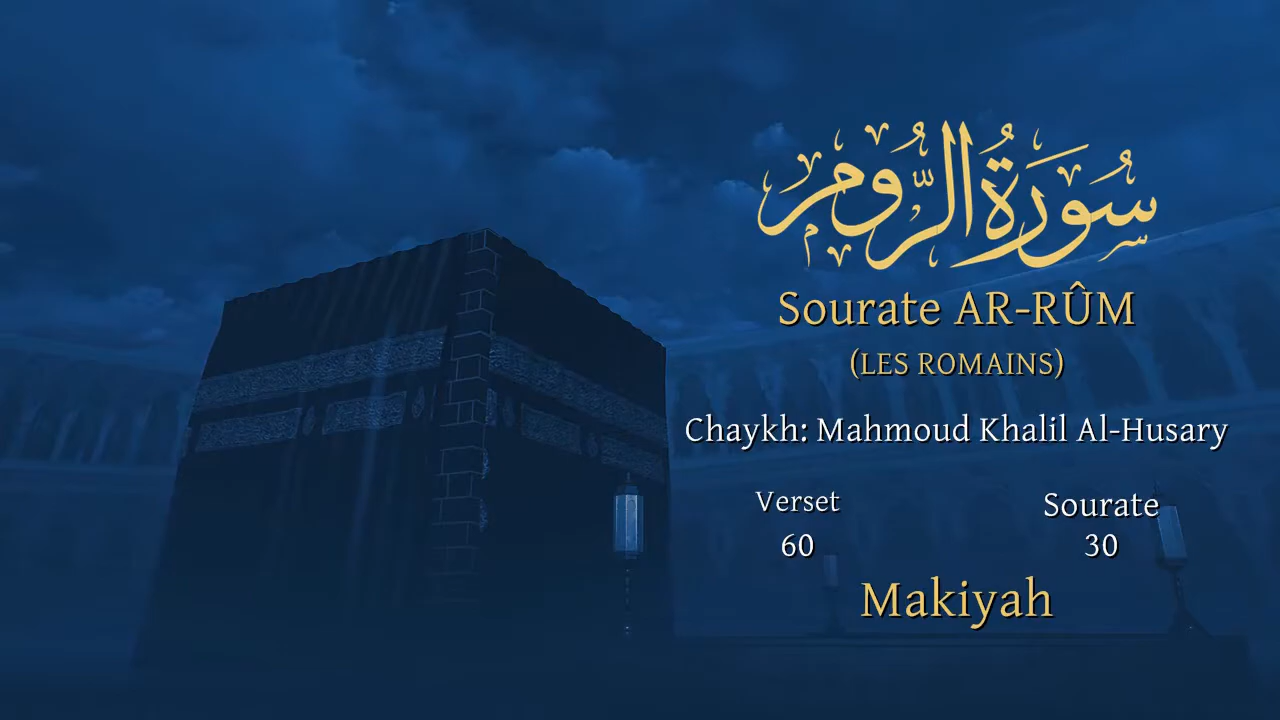 سُورَةُ الرُّومِ
Sourate AR-RÛM
(LES ROMAINS)
Chaykh: Mahmoud Khalil Al-Husary
Verset
60
Sourate
30
Makiyah